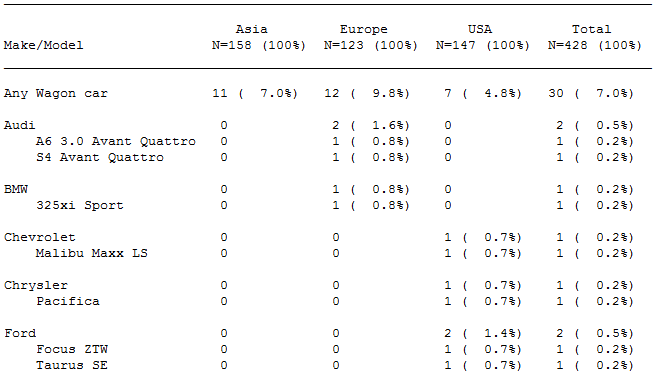 Asia Europe USA Total
Make/Model N=158 (100%) N=123 (100%) N=147 (100%) N=428 (100%)
Any Wagon car 11 ( 7.0%) 12 ( 9.8%) 7 ( 4.8%) 30 ( 7.0%)
Audi 0 2 ( 1.6%) 0 2 ( 0.5%)
A6 3.0 Avant Quattro 0 1 ( 0.8%) 0 1 ( 0.2%)
S4 Avant Quattro 0 1 ( 0.8%) 0 1 ( 0.2%)
BMW 0 1 ( 0.8%) 0 1 ( 0.2%)
325xi Sport 0 1 ( 0.8%) 0 1 ( 0.2%)
Chevrolet 0 0 1 ( 0.7%) 1 ( 0.2%)
Malibu Maxx LS 0 0 1 ( 0.7%) 1 ( 0.2%)
Chrysler 0 0 1 ( 0.7%) 1 ( 0.2%)
Pacifica 0 0 1 ( 0.7%) 1 ( 0.2%)
Ford 0 0 2 ( 1.4%) 2 ( 0.5%)
Focus ZTW 0 0 1 ( 0.7%) 1 ( 0.2%)
Taurus SE 0 0 1 ( 0.7%) 1 ( 0.2%)